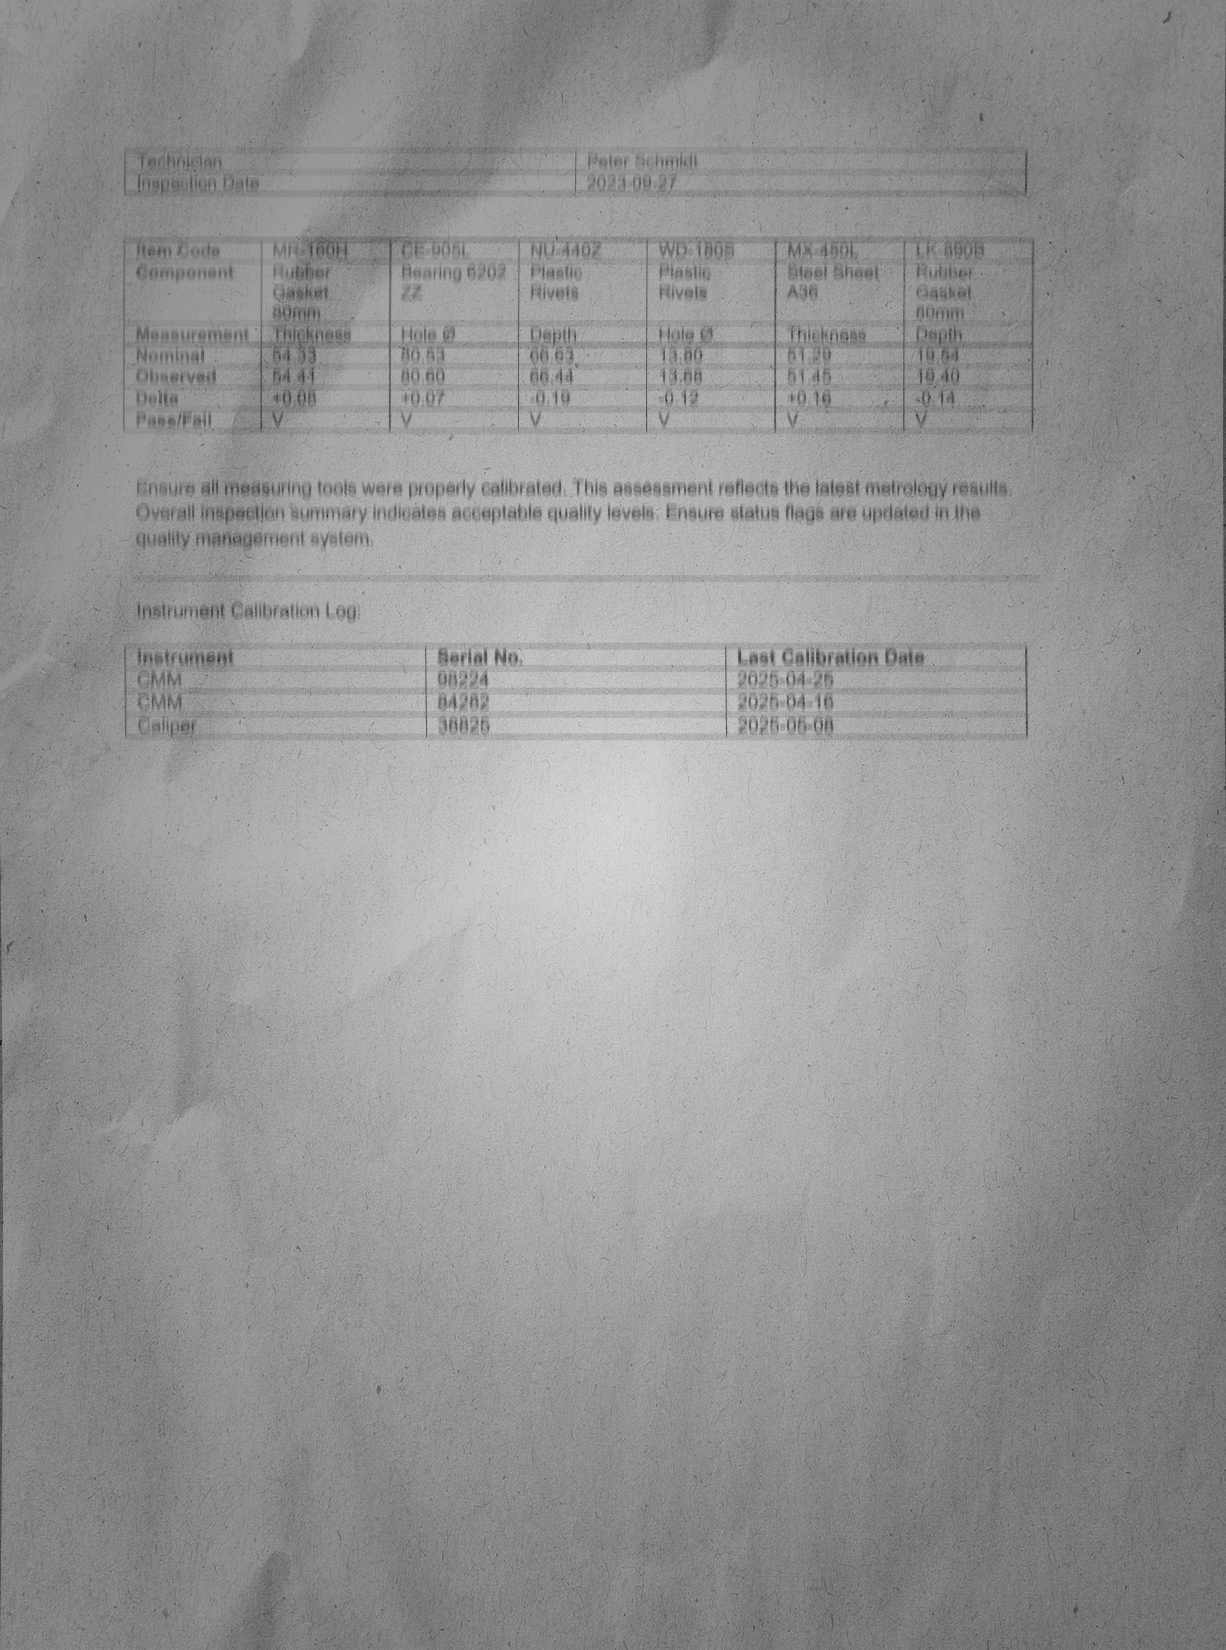 Technician Peter Schmidt
Inspection Date 2023-09-27
Item Code MR-160H CE-905L NU-440Z WD-180S MX-450L LK-890B
Component Rubber Bearing 6202 Plastic Plastic Steel Sheet Rubber
Gasket ZZ Rivets Rivets A36 Gasket
80mm 60mm
Measurement Thickness Hole Ø Depth Hole Ø Thickness Depth
Nominal 54.33 80.53 66.63 13.80 51.29 19.54
Observed 54.41 80.60 66.44 13.68 51.45 19.40
Delta +0.08 +0.07 -0.19 -0.12 +0.16 -0.14
Pass/Fail V V V V V V
Ensure all measuring tools were properly calibrated. This assessment reflects the latest metrology results.
Overall inspection summary indicates acceptable quality levels. Ensure status flags are updated in the
quality management system.
Instrument Calibration Log:
Instrument Serial No. Last Calibration Date
CMM 2025-04-25
CMM 2025-04-16
Caliper 2025-05-08